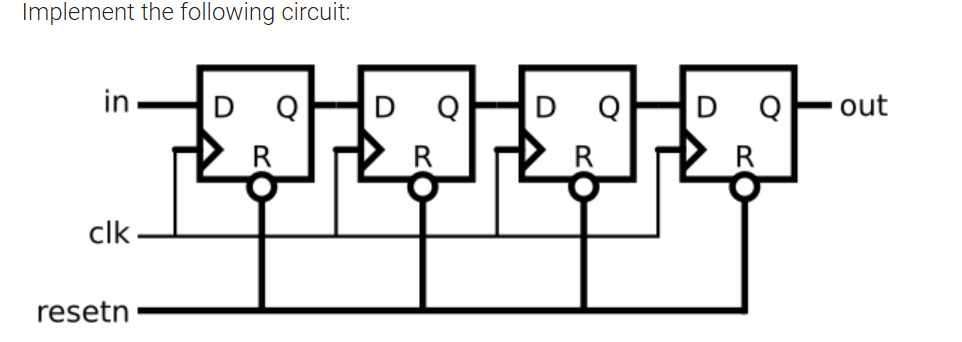 Implement the following circuit:
in D Q D Q D Q D Q out
R R R R
clk
resetn